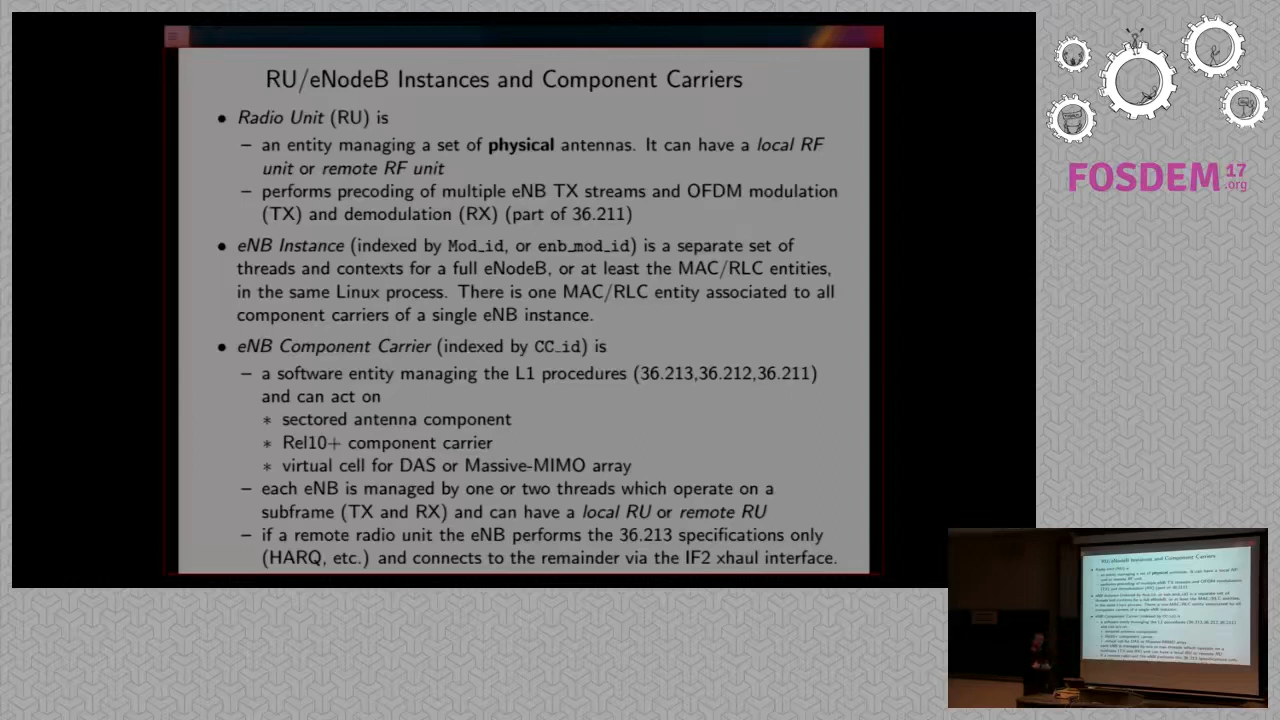 RU/eNodeB Instances and Component Carriers
• Radio Unit (RU) is
– an entity managing a set of physical antennas. It can have a local RF
unit or remote RF unit
– performs precoding of multiple eNB TX streams and OFDM modulation
(TX) and demodulation (RX) (part of 36.211)
• eNB Instance (indexed by Mod_id, or enb_mod_id) is a separate set of
threads and contexts for a full eNodeB, or at least the MAC/RLC entities,
in the same Linux process. There is one MAC/RLC entity associated to all
component carriers of a single eNB instance.
• eNB Component Carrier (indexed by CC_id) is
– a software entity managing the L1 procedures (36.213,36.212,36.211)
and can act on
* sectored antenna component
* Rel10+ component carrier
* virtual cell for DAS or Massive-MIMO array
– each eNB is managed by one or two threads which operate on a
subframe (TX and RX) and can have a local RU or remote RU
– if a remote radio unit the eNB performs the 36.213 specifications only
(HARQ, etc.) and connects to the remainder via the IF2 xhaul interface.
FOSDEM 17
.org
RU/eNodeB Instances and Component Carriers